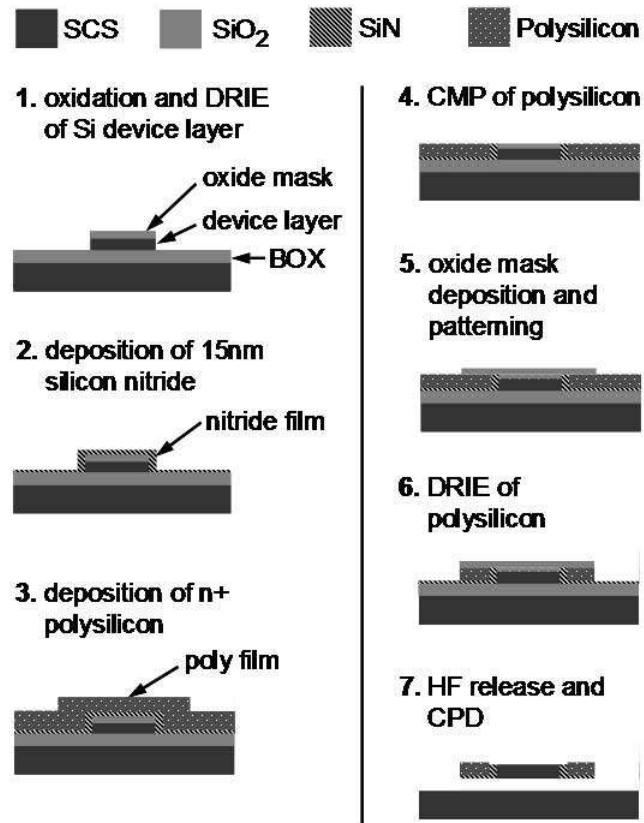 SCS SiO2 SiN Polysilicon
1. oxidation and DRIE
of Si device layer
oxide mask
device layer
BOX
2. deposition of 15nm
silicon nitride
nitride film
3. deposition of n+
polysilicon
poly film
4. CMP of polysilicon
5. oxide mask
deposition and
patterning
6. DRIE of
polysilicon
7. HF release and
CPD